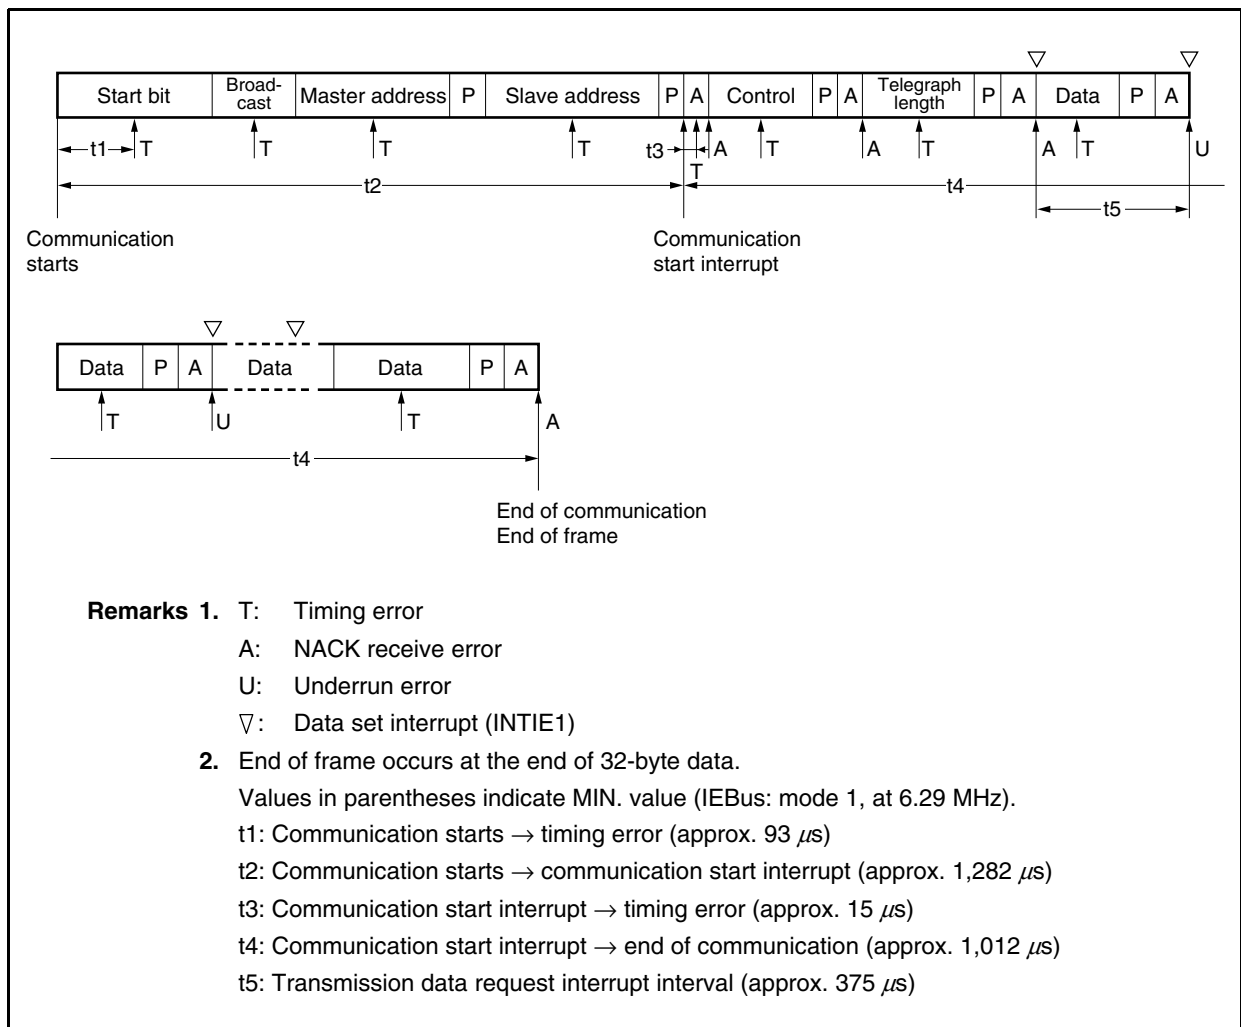 Start bit Broad-cast Master address P Slave address P A Control P A Telegraph length P A Data P A
t1 T T T T t3 A T A T A T U
T
t2 t4
t5
Communication starts
Communication start interrupt
Data P A Data Data P A
T U T A
t4
End of communication
End of frame
Remarks 1. T: Timing error
A: NACK receive error
U: Underrun error
▽: Data set interrupt (INTIE1)
2. End of frame occurs at the end of 32-byte data.
Values in parentheses indicate MIN. value (IEBus: mode 1, at 6.29 MHz).
t1: Communication starts → timing error (approx. 93 μs)
t2: Communication starts → communication start interrupt (approx. 1,282 μs)
t3: Communication start interrupt → timing error (approx. 15 μs)
t4: Communication start interrupt → end of communication (approx. 1,012 μs)
t5: Transmission data request interrupt interval (approx. 375 μs)